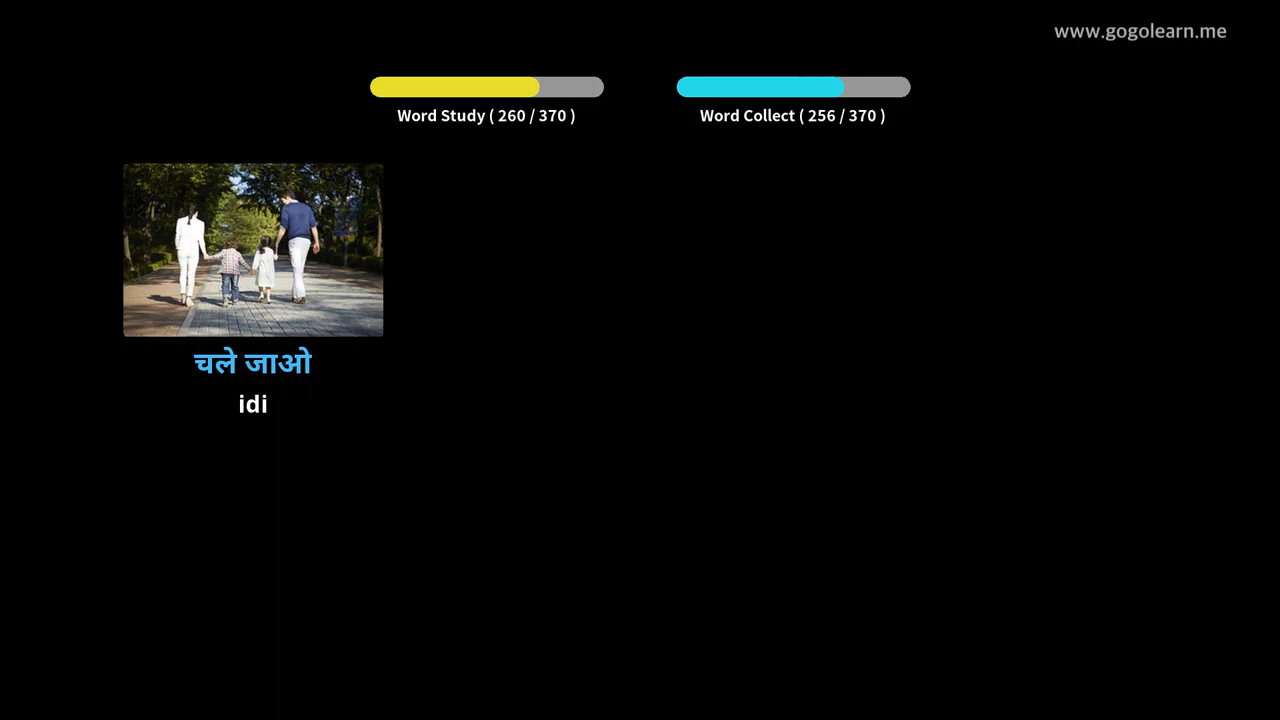 www.gogolearn.me
Word Study ( 260 / 370 )
Word Collect ( 256 / 370 )
चले जाओ
idi